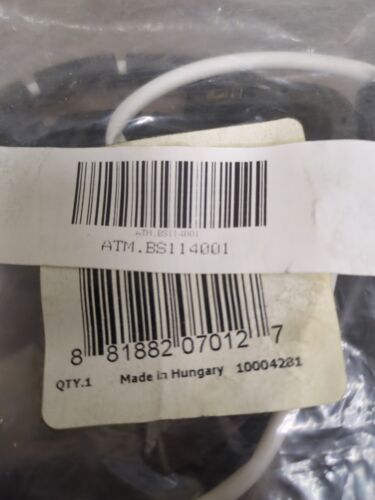 ATM.BS114001
ATM.BS114001
8 81882 07012 7
QTY.1 Made in Hungary 10004281